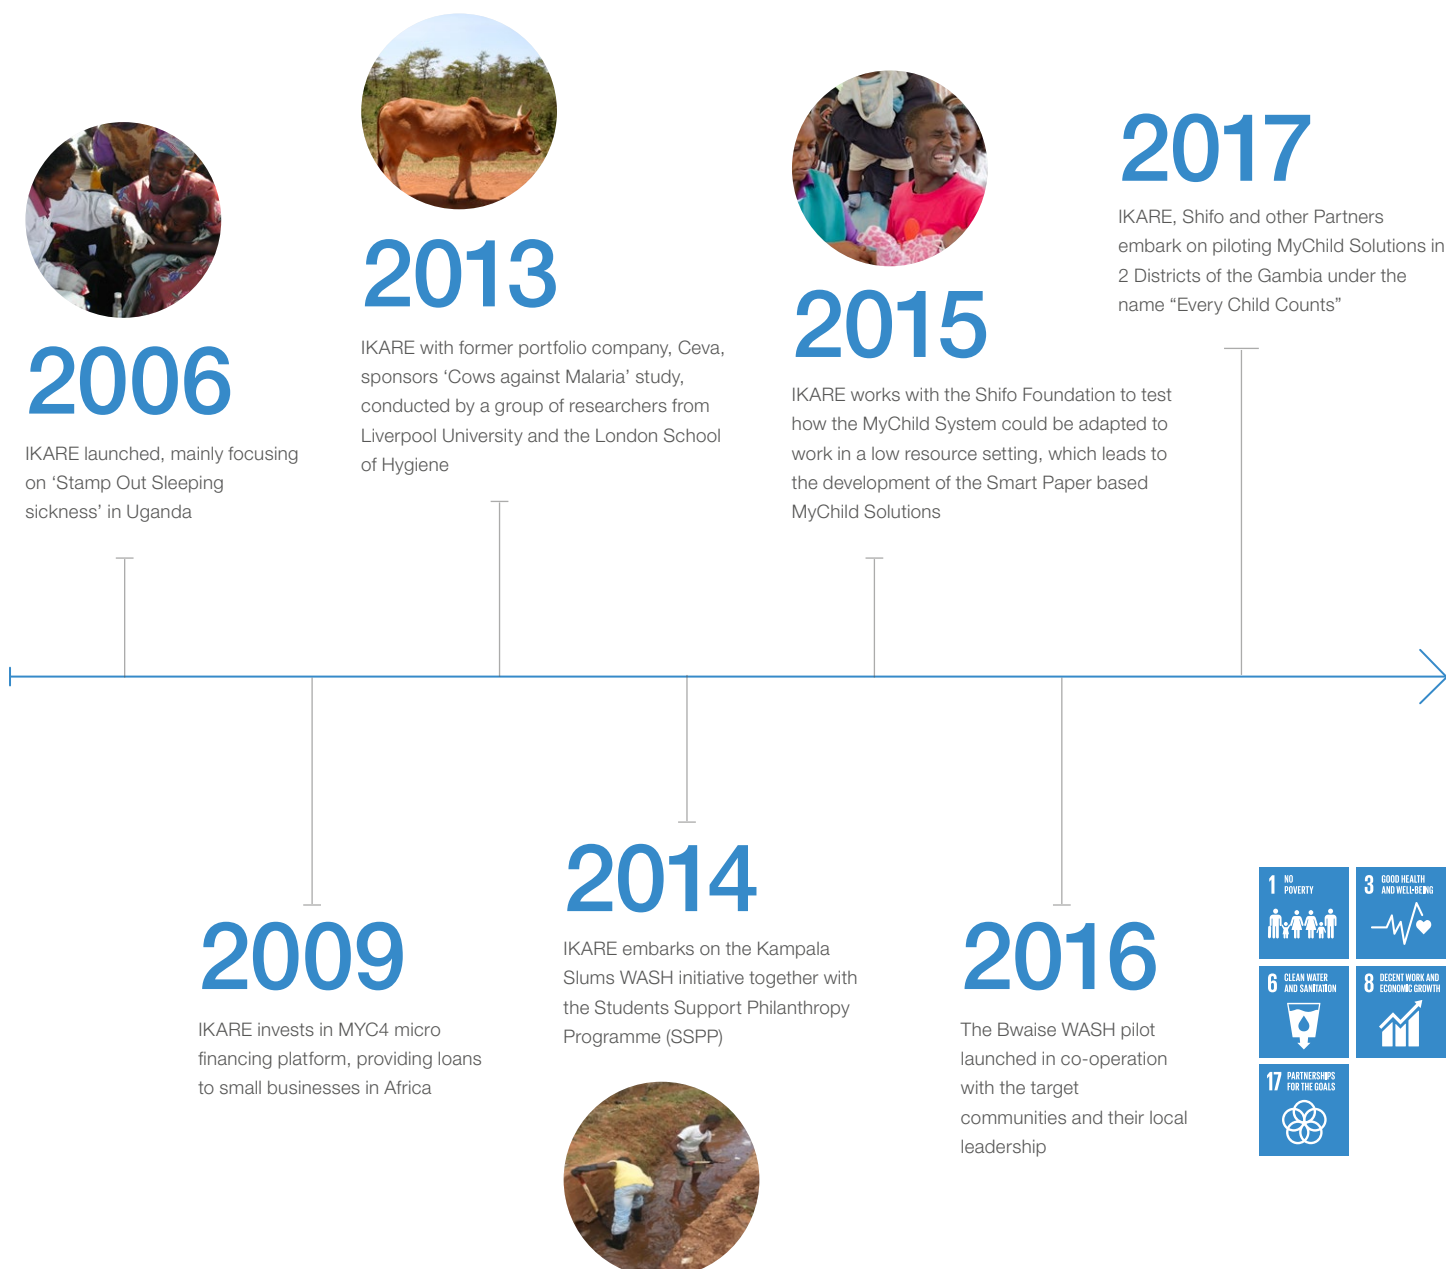 2006
IKARE launched, mainly focusing
on ‘Stamp Out Sleeping
sickness’ in Uganda
2013
IKARE with former portfolio company, Ceva,
sponsors ‘Cows against Malaria’ study,
conducted by a group of researchers from
Liverpool University and the London School
of Hygiene
2015
IKARE works with the Shifo Foundation to test
how the MyChild System could be adapted to
work in a low resource setting, which leads to
the development of the Smart Paper based
MyChild Solutions
2017
IKARE, Shifo and other Partners
embark on piloting MyChild Solutions in
2 Districts of the Gambia under the
name “Every Child Counts”
2009
IKARE invests in MYC4 micro
financing platform, providing loans
to small businesses in Africa
2014
IKARE embarks on the Kampala
Slums WASH initiative together with
the Students Support Philanthropy
Programme (SSPP)
2016
The Bwaise WASH pilot
launched in co-operation
with the target
communities and their local
leadership
1 NO
POVERTY
3 GOOD HEALTH
AND WELL-BEING
6 CLEAN WATER
AND SANITATION
8 DECENT WORK AND
ECONOMIC GROWTH
17 PARTNERSHIPS
FOR THE GOALS